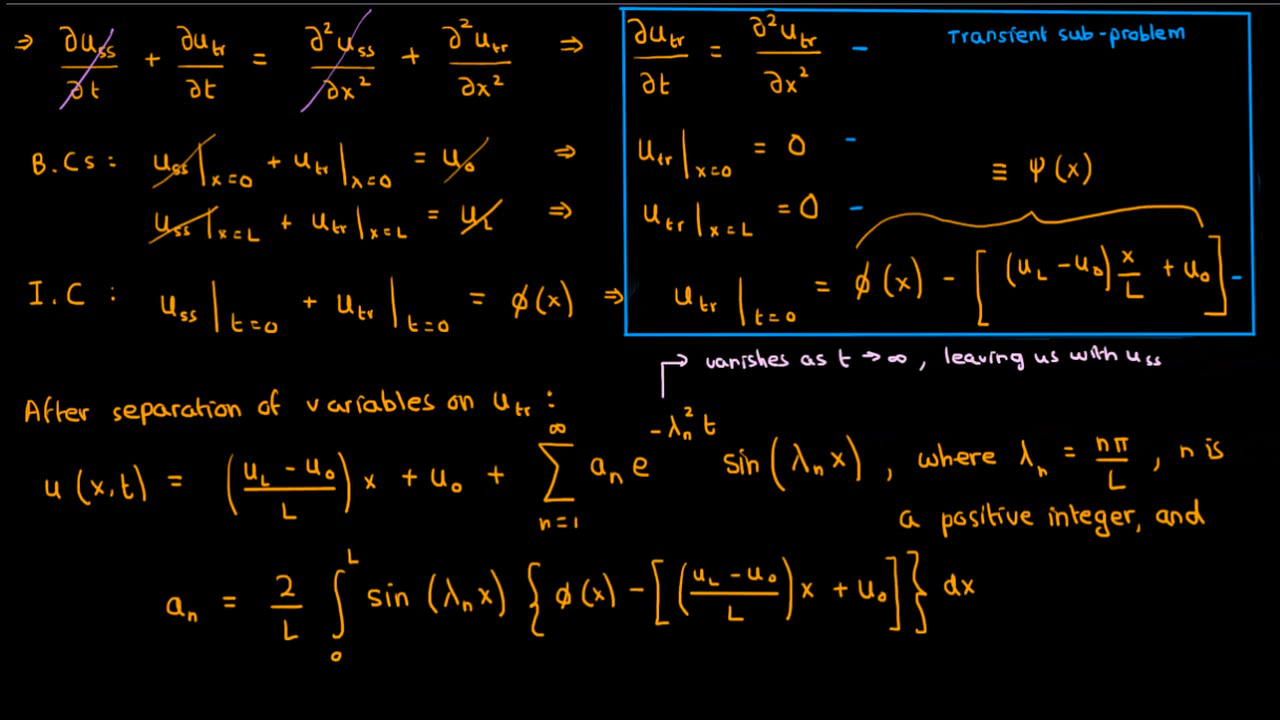 ⇒ ∂u_ss/∂t + ∂u_tr/∂t = ∂²u_ss/∂x² + ∂²u_tr/∂x² ⇒ ∂u_tr/∂t = ∂²u_tr/∂x² – Transient sub-problem
B.Cs: u_ss|_{x=0} + u_tr|_{x=0} = u_0 ⇒ u_tr|_{x=0} = 0 –
≡ Ψ(x)
u_ss|_{x=L} + u_tr|_{x=L} = u_L ⇒ u_tr|_{x=L} = 0 –
I.C: u_ss|_{t=0} + u_tr|_{t=0} = ϕ(x) ⇒ u_tr|_{t=0} = ϕ(x) – [(u_L – u_0) x/L + u_0] –
→ vanishes as t → ∞, leaving us with u_ss
After separation of variables on u_tr:
u(x,t) = ((u_L – u_0)/L) x + u_0 + ∑_{n=1}^{∞} a_n e^{-λ_n² t} sin(λ_n x), where λ_n = nπ/L, n is
a positive integer, and
a_n = 2/L ∫_0^L sin(λ_n x) {ϕ(x) – [((u_L – u_0)/L) x + u_0]} dx